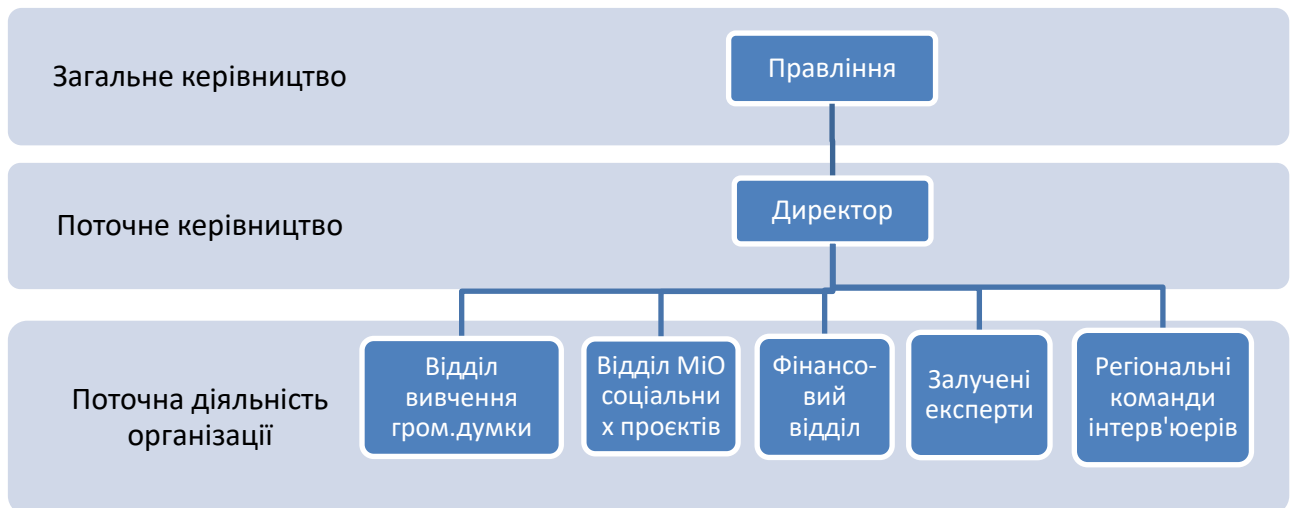 Загальне керівництво
Правління
Поточне керівництво
Директор
Поточна діяльність
організації
Відділ
вивчення
гром.думки
Відділ МіО
соціальни
х проєктів
Фінансо-
вий
відділ
Залучені
експерти
Регіональні
команди
інтерв'юерів